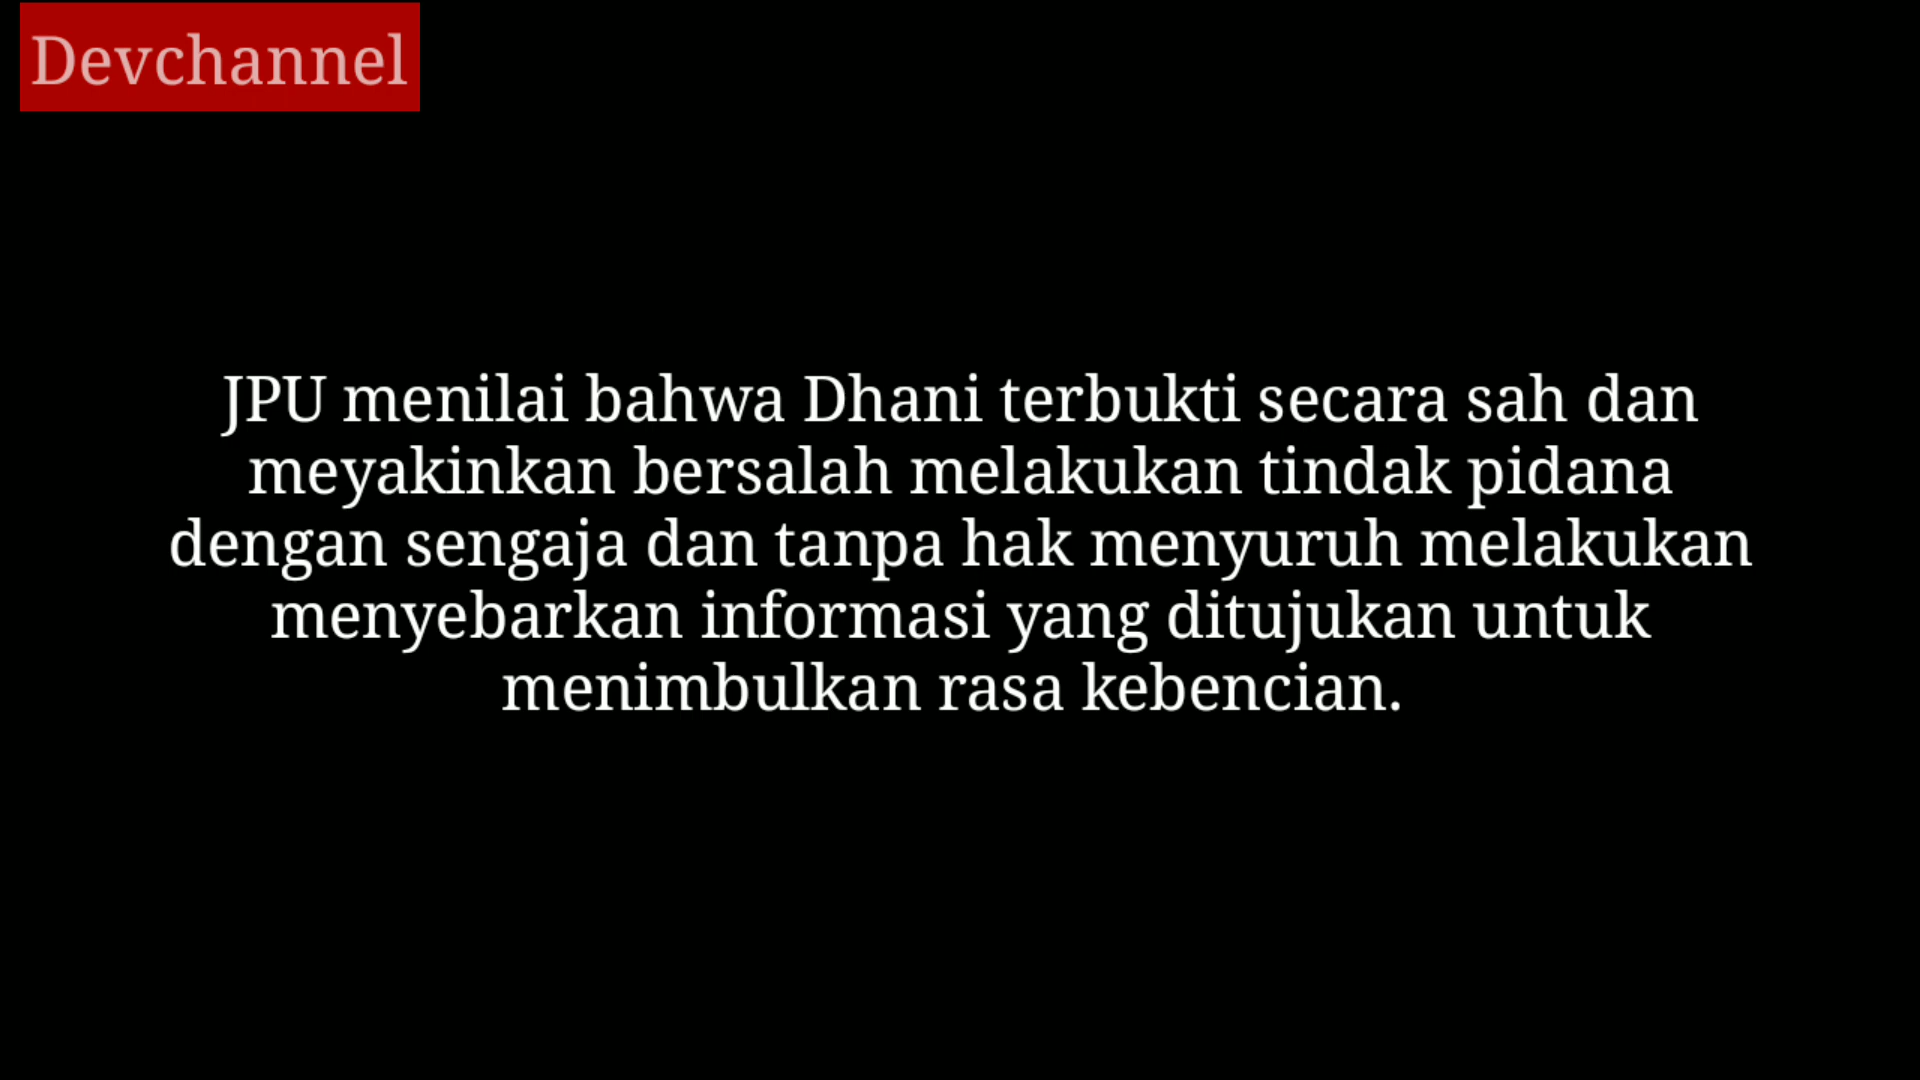 Devchannel
JPU menilai bahwa Dhani terbukti secara sah dan
meyakinkan bersalah melakukan tindak pidana
dengan sengaja dan tanpa hak menyuruh melakukan
menyebarkan informasi yang ditujukan untuk
menimbulkan rasa kebencian.